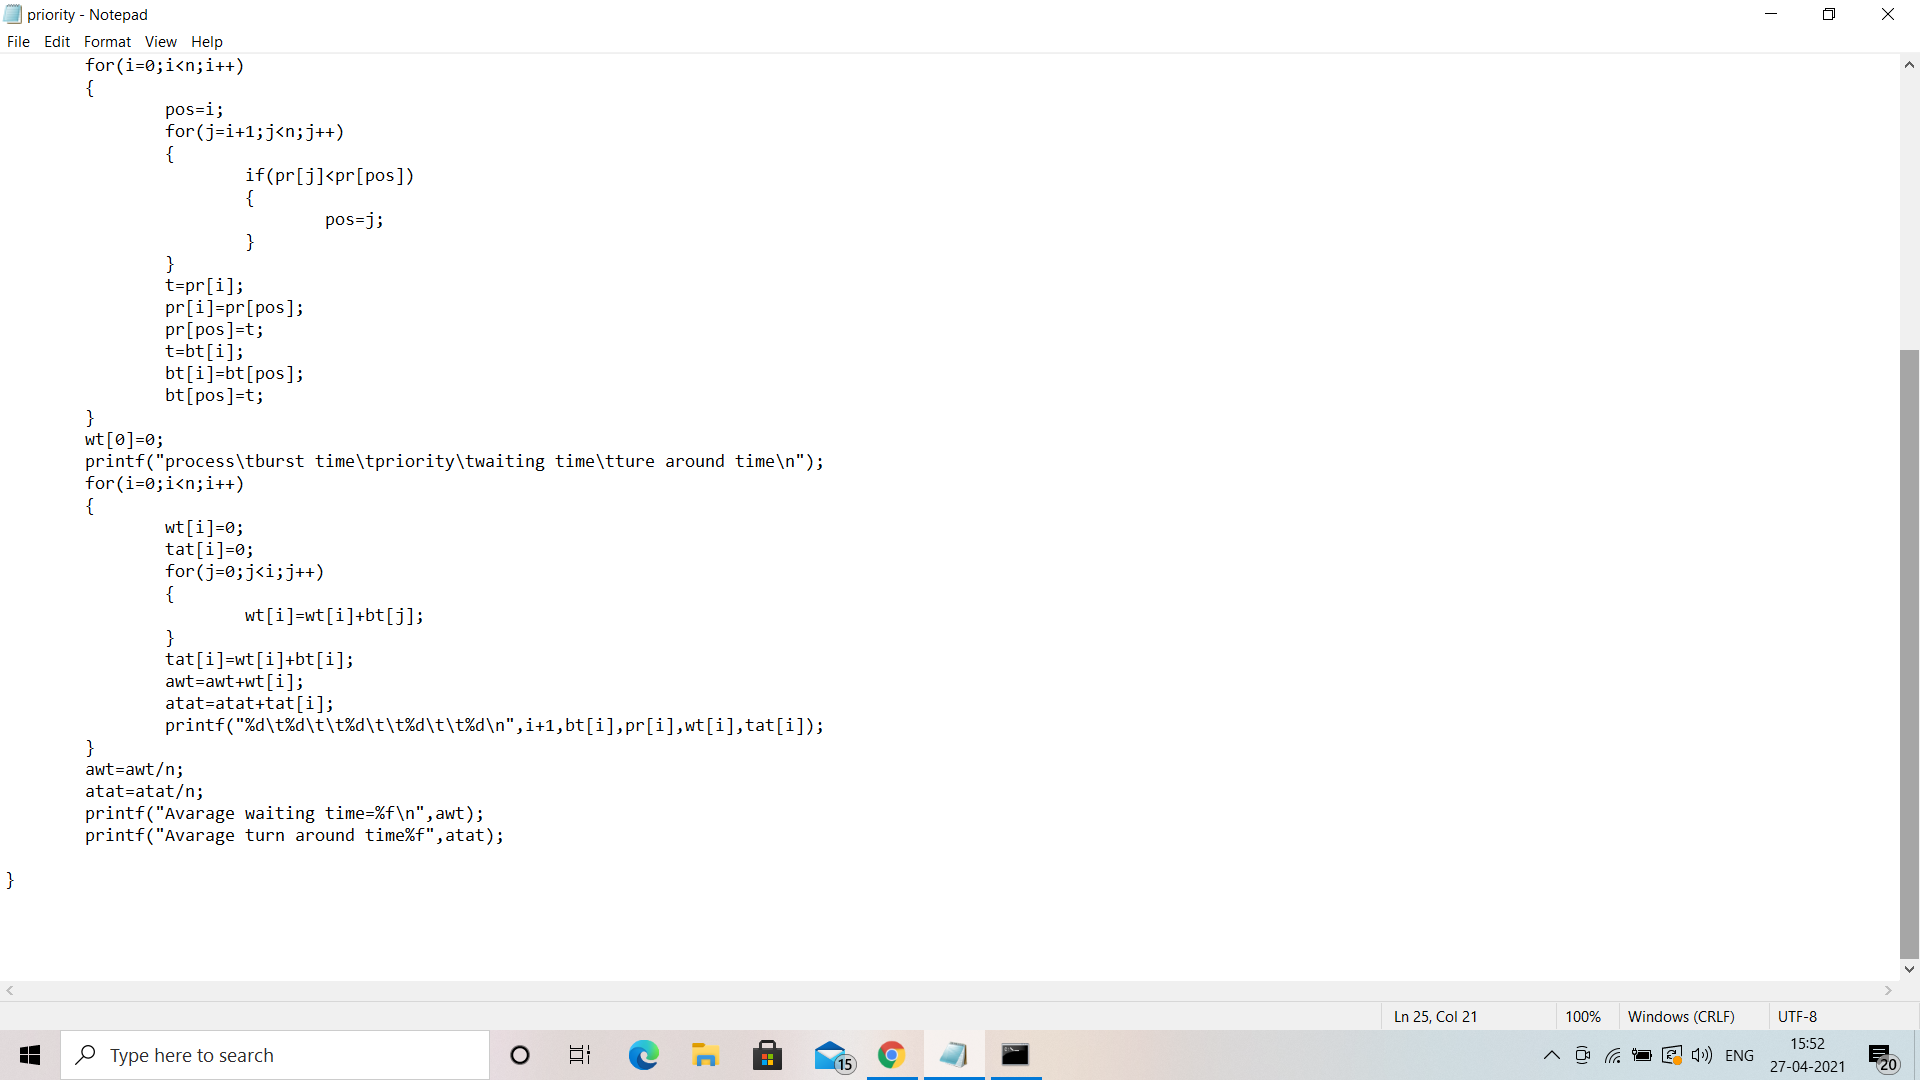 priority - Notepad
File Edit Format View Help
for(i=0;i<n;i++)
{
pos=i;
for(j=i+1;j<n;j++)
{
if(pr[j]<pr[pos])
{
pos=j;
}
}
t=pr[i];
pr[i]=pr[pos];
pr[pos]=t;
t=bt[i];
bt[i]=bt[pos];
bt[pos]=t;
}
wt[0]=0;
printf("process\tburst time\tpriority\twaiting time\tture around time\n");
for(i=0;i<n;i++)
{
wt[i]=0;
tat[i]=0;
for(j=0;j<i;j++)
{
wt[i]=wt[i]+bt[j];
}
tat[i]=wt[i]+bt[i];
awt=awt+wt[i];
atat=atat+tat[i];
printf("%d\t%d\t\t%d\t\t%d\t\t%d\n",i+1,bt[i],pr[i],wt[i],tat[i]);
}
awt=awt/n;
atat=atat/n;
printf("Avarage waiting time=%f\n",awt);
printf("Avarage turn around time%f",atat);
}
Ln 25, Col 21 100% Windows (CRLF) UTF-8
Type here to search 15 ENG 15:52 27-04-2021 20